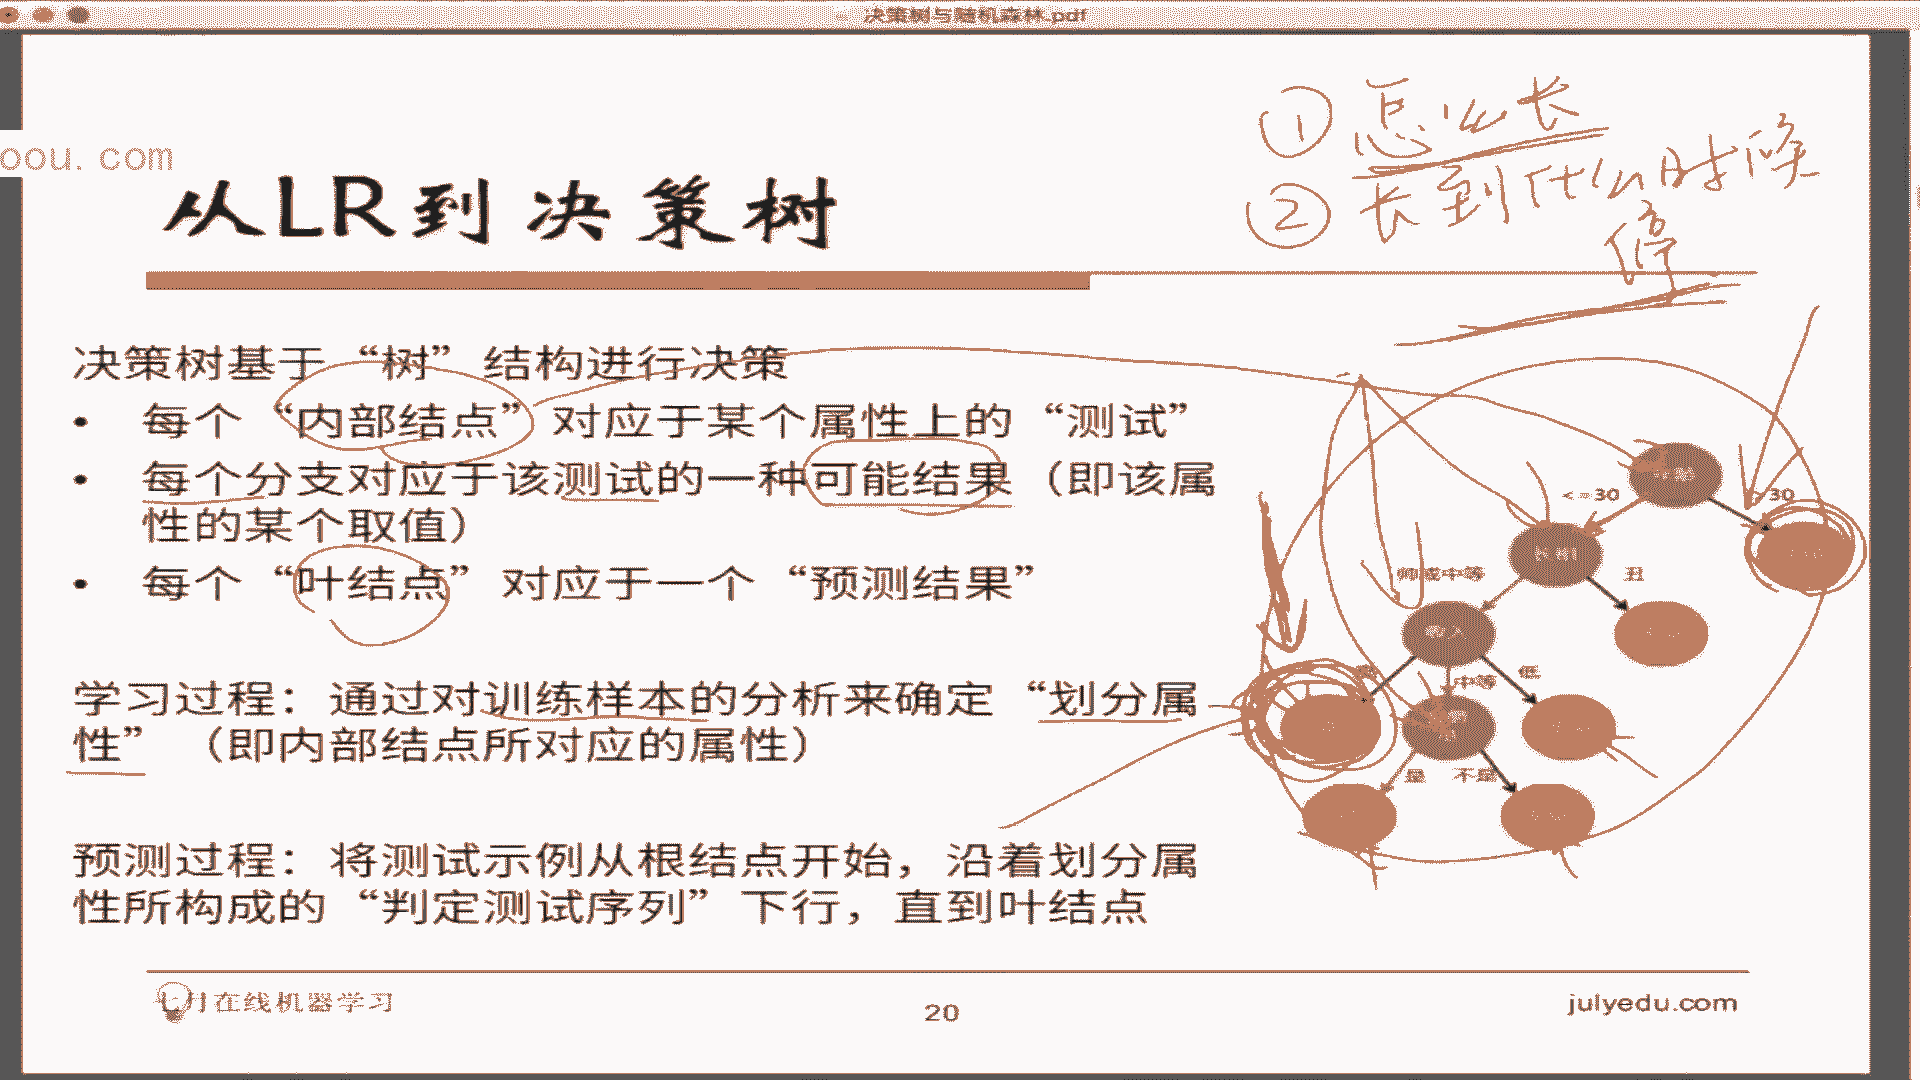 决策树与随机森林.pdf
① 怎么长
② 长到什么时候
停
oou. com
从LR到决策树
决策树基于“树”结构进行决策
• 每个“内部结点”对应于某个属性上的“测试”
• 每个分支对应于该测试的一种可能结果（即该属
性的某个取值）
• 每个“叶结点”对应于一个“预测结果”
学习过程：通过对训练样本的分析来确定“划分属
性”（即内部结点所对应的属性）
预测过程：将测试示例从根结点开始，沿着划分属
性所构成的“判定测试序列”下行，直到叶结点
<=30
30
长相
帅或中等
丑
收入
中等
低
是
不是
七月在线机器学习
20
julyedu.com